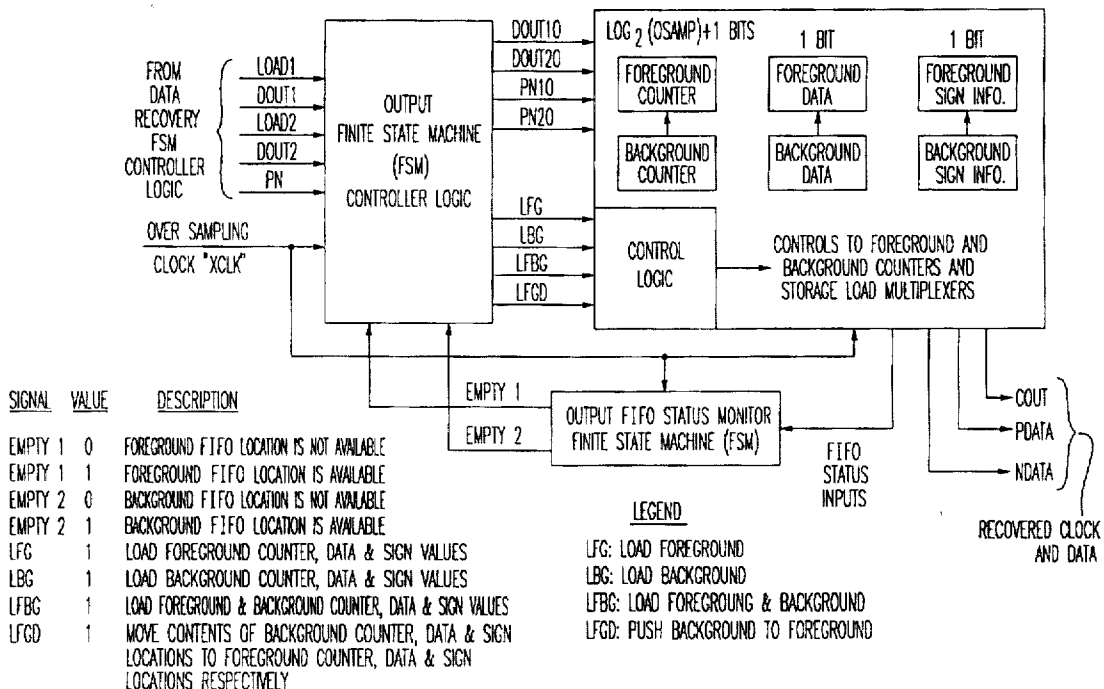 FROM
DATA
RECOVERY
FSM
CONTROLLER
LOGIC
LOAD1
DOUT1
LOAD2
DOUT2
PN
OVER SAMPLING
CLOCK "XCLK"
OUTPUT
FINITE STATE MACHINE
(FSM)
CONTROLLER LOGIC
DOUT10
DOUT20
PN10
PN20
LFG
LBG
LFBG
LFGD
LOG 2 (OSAMP)+1 BITS
1 BIT
1 BIT
FOREGROUND
COUNTER
FOREGROUND
DATA
FOREGROUND
SIGN INFO.
BACKGROUND
COUNTER
BACKGROUND
DATA
BACKGROUND
SIGN INFO.
CONTROL
LOGIC
CONTROLS TO FOREGROUND AND
BACKGROUND COUNTERS AND
STORAGE LOAD MULTIPLEXERS
EMPTY 1
EMPTY 2
OUTPUT FIFO STATUS MONITOR
FINITE STATE MACHINE (FSM)
FIFO
STATUS
INPUTS
COUT
PDATA
NDATA
RECOVERED CLOCK
AND DATA
SIGNAL VALUE DESCRIPTION
EMPTY 1 0 FOREGROUND FIFO LOCATION IS NOT AVAILABLE
EMPTY 1 1 FOREGROUND FIFO LOCATION IS AVAILABLE
EMPTY 2 0 BACKGROUND FIFO LOCATION IS NOT AVAILABLE
EMPTY 2 1 BACKGROUND FIFO LOCATION IS AVAILABLE
LFG 1 LOAD FOREGROUND COUNTER, DATA & SIGN VALUES
LBG 1 LOAD BACKGROUND COUNTER, DATA & SIGN VALUES
LFBG 1 LOAD FOREGROUND & BACKGROUND COUNTER, DATA & SIGN VALUES
LFGD 1 MOVE CONTENTS OF BACKGROUND COUNTER, DATA & SIGN
LOCATIONS TO FOREGROUND COUNTER, DATA & SIGN
LOCATIONS RESPECTIVELY
LEGEND
LFG: LOAD FOREGROUND
LBG: LOAD BACKGROUND
LFBG: LOAD FOREGROUNG & BACKGROUND
LFGD: PUSH BACKGROUND TO FOREGROUND